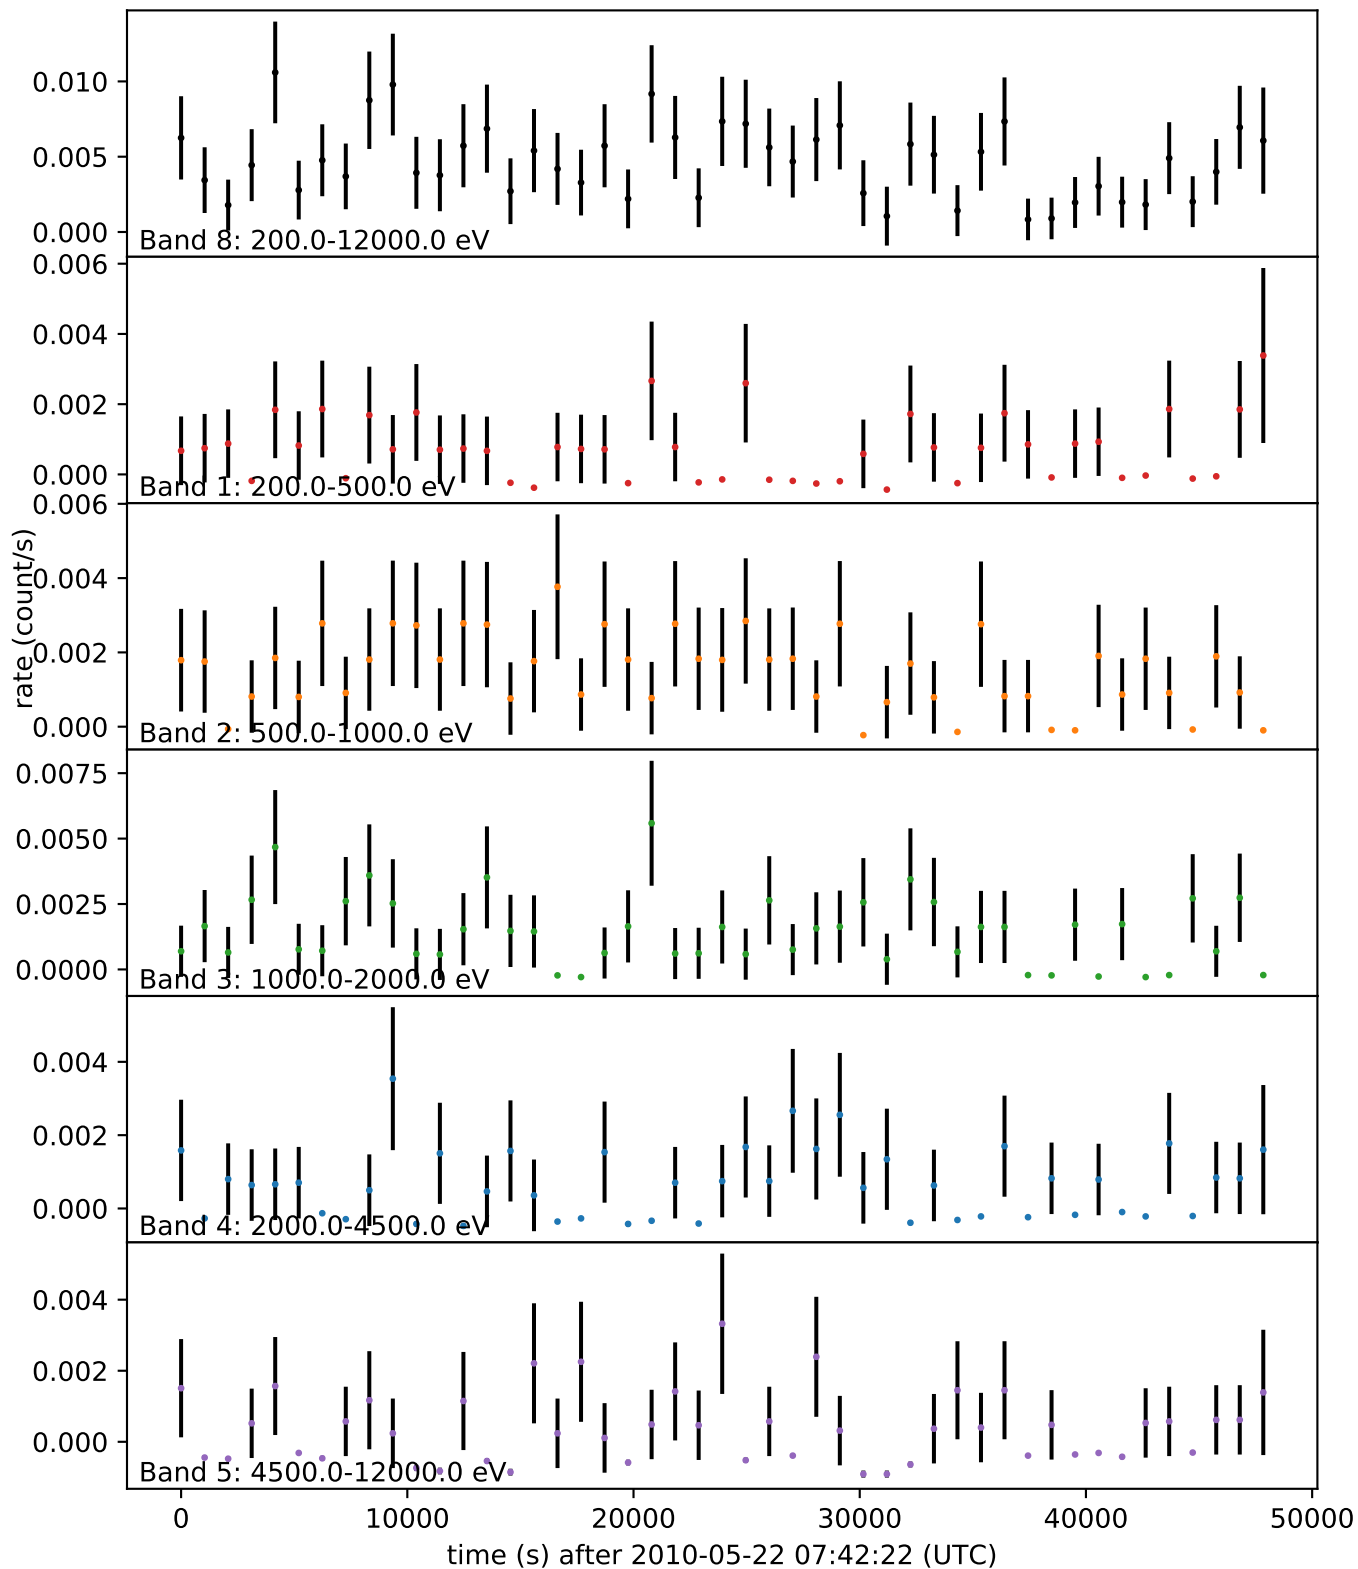 0.010
0.005
0.000
Band 8: 200.0-12000.0 eV
0.006
0.004
0.002
0.000
Band 1: 200.0-500.0 eV
0.006
0.004
0.002
0.000
Band 2: 500.0-1000.0 eV
rate (count/s)
0.0075
0.0050
0.0025
0.0000
Band 3: 1000.0-2000.0 eV
0.004
0.002
0.000
Band 4: 2000.0-4500.0 eV
0.004
0.002
0.000
Band 5: 4500.0-12000.0 eV
0 10000 20000 30000 40000 50000
time (s) after 2010-05-22 07:42:22 (UTC)